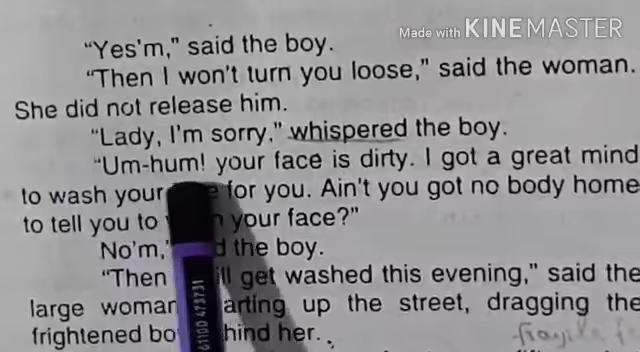 Made with KINEMASTER
"Yes'm," said the boy.
"Then I won't turn you loose," said the woman.
She did not release him.
"Lady, I'm sorry," whispered the boy.
"Um-hum! your face is dirty. I got a great mind
to wash your for you. Ain't you got no body home
to tell you to your face?"
No'm," the boy.
"Then get washed this evening," said the
large woman up the street, dragging the
frightened her.
61100 473731